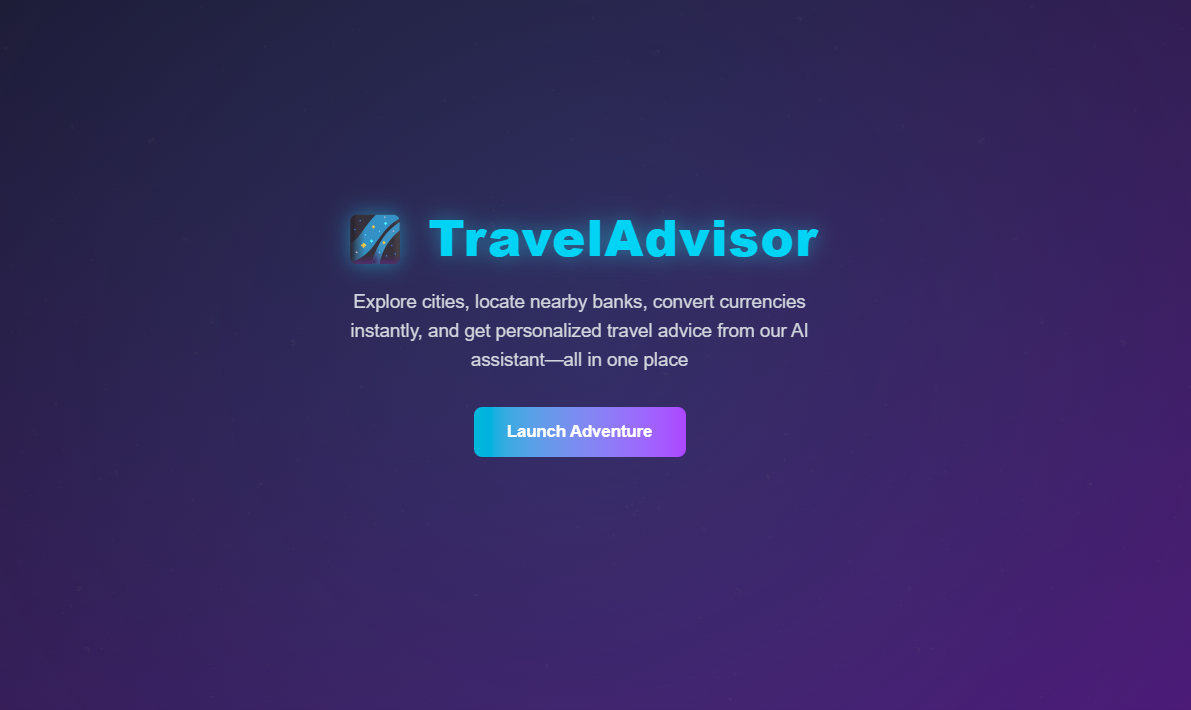 TravelAdvisor
Explore cities, locate nearby banks, convert currencies
instantly, and get personalized travel advice from our AI
assistant—all in one place
Launch Adventure